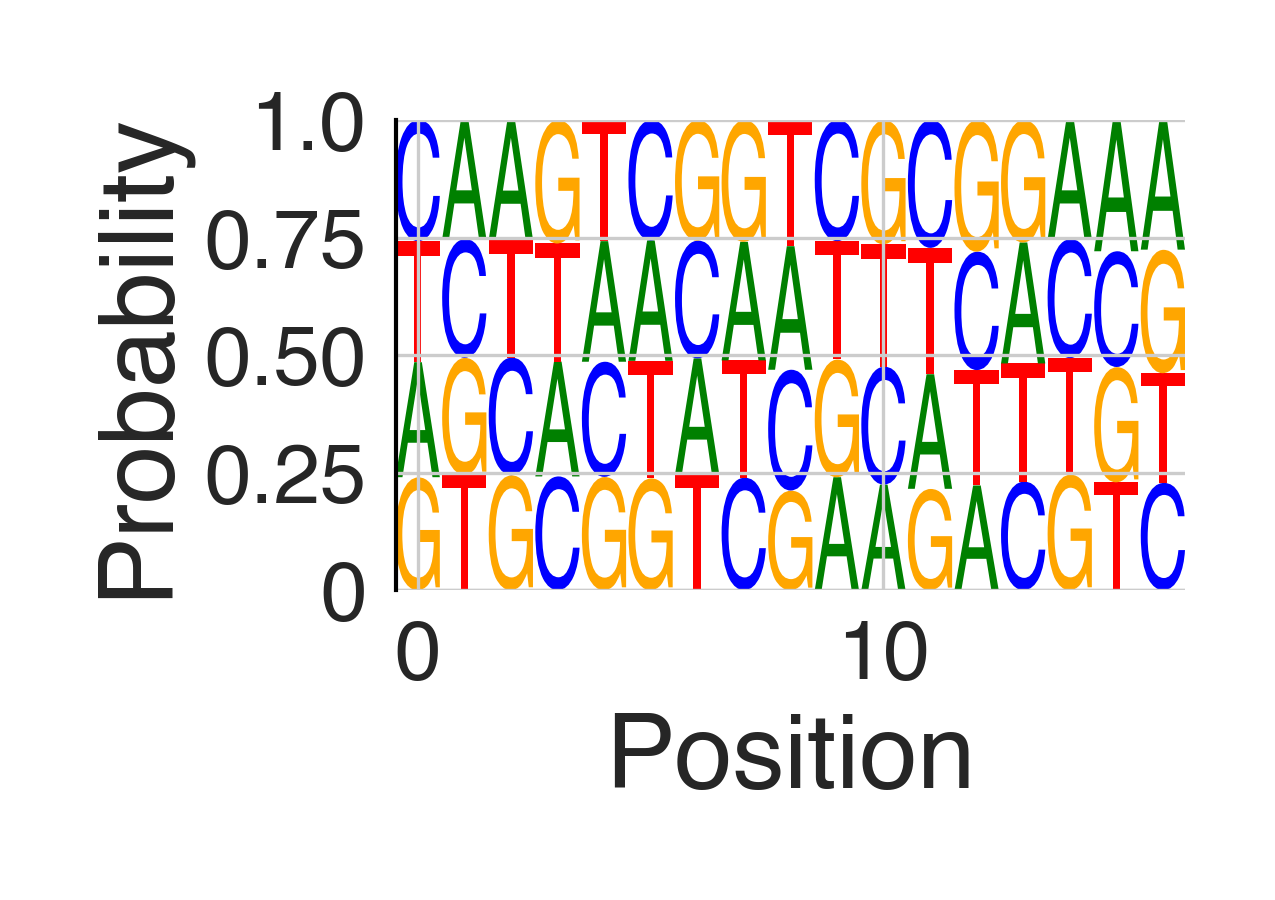 1.0
0.75
0.50
0.25
0
Probability
CAAGTCGGTCGCGGAAA
TCTTAACAATTTCACCG
AGCACTATCGCATTTGT
GTGCGGTCGAAGACGTC
0 10
Position